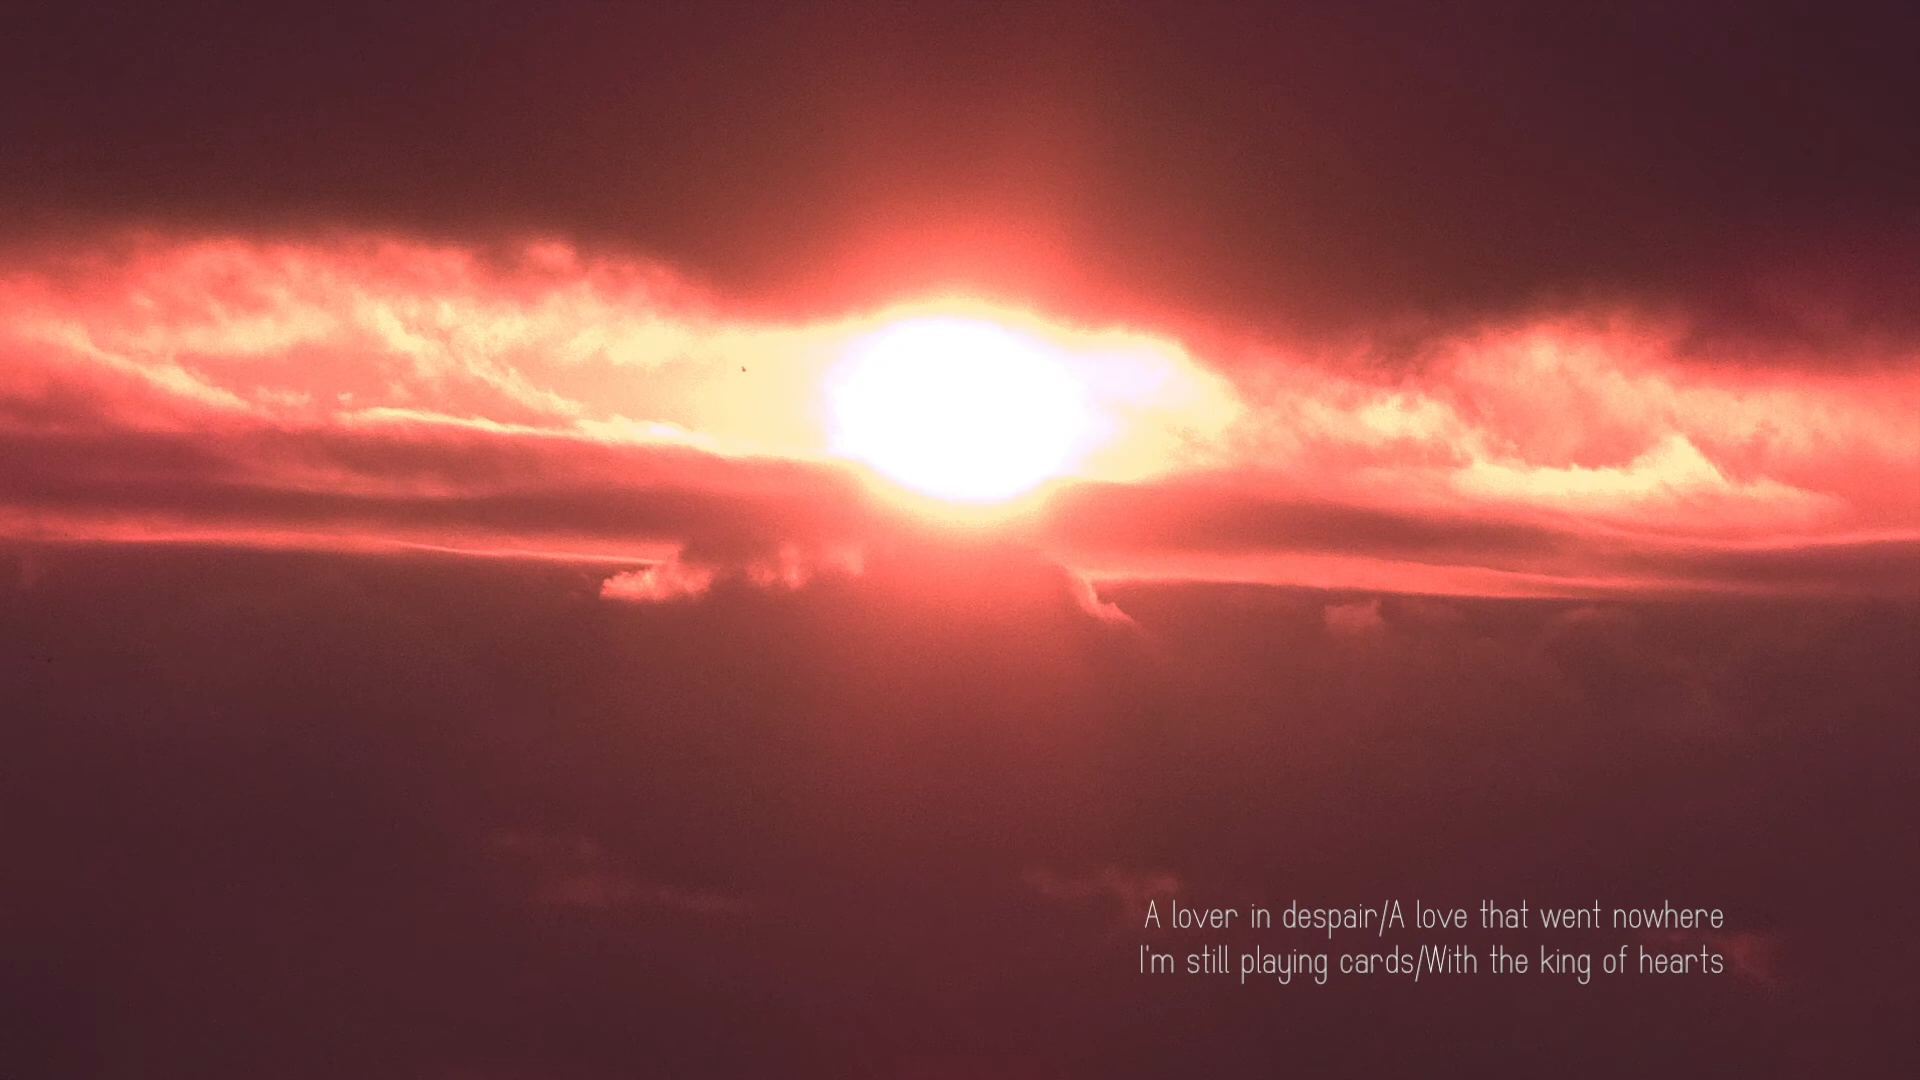 A lover in despair/A love that went nowhere
I'm still playing cards/With the king of hearts